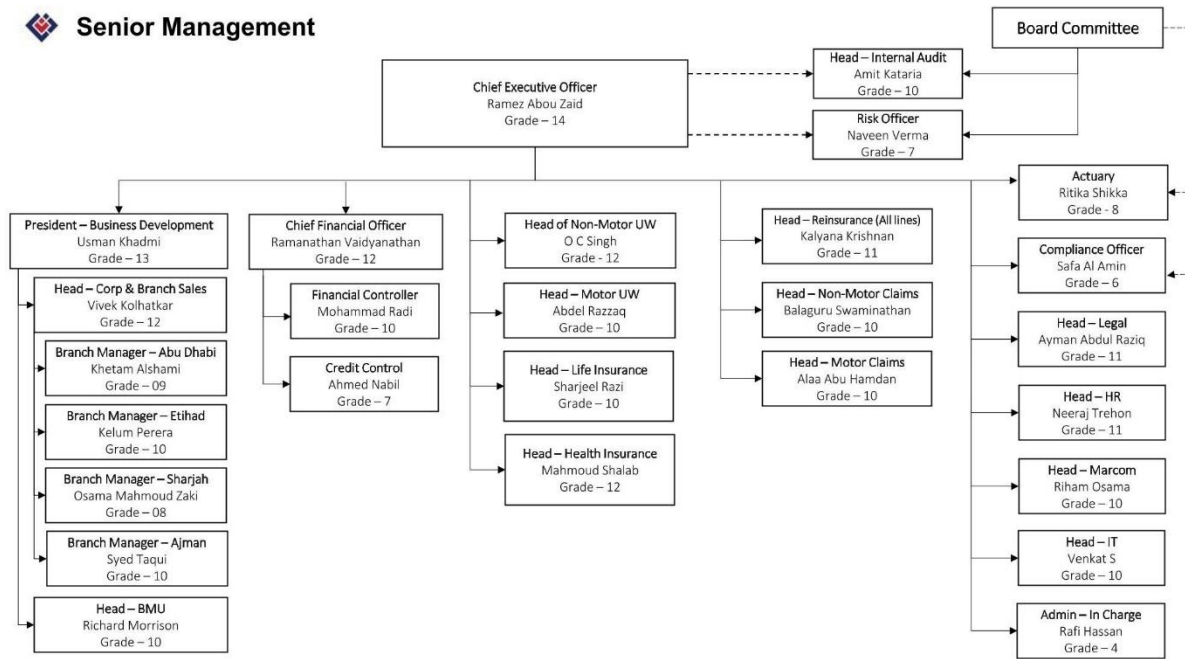 Senior Management
Board Committee
Head – Internal Audit
Amit Kataria
Grade – 10
Chief Executive Officer
Ramez Abou Zaid
Grade – 14
Risk Officer
Naveen Verma
Grade – 7
President – Business Development
Usman Khadmi
Grade – 13
Head – Corp & Branch Sales
Vivek Kolhatkar
Grade – 12
Branch Manager – Abu Dhabi
Khetam Alshami
Grade – 09
Branch Manager – Etihad
Kelum Perera
Grade – 10
Branch Manager – Sharjah
Osama Mahmoud Zaki
Grade – 08
Branch Manager – Ajman
Syed Taqui
Grade – 10
Head – BMU
Richard Morrison
Grade – 10
Chief Financial Officer
Ramanathan Vaidyanathan
Grade – 12
Financial Controller
Mohammad Radi
Grade – 10
Credit Control
Ahmed Nabil
Grade – 7
Head of Non-Motor UW
O C Singh
Grade - 12
Head – Motor UW
Abdel Razzaq
Grade – 10
Head – Life Insurance
Sharjeel Razi
Grade – 10
Head – Health Insurance
Mahmoud Shalab
Grade – 12
Head – Reinsurance (All lines)
Kalyana Krishnan
Grade – 11
Head – Non-Motor Claims
Balaguru Swaminathan
Grade – 10
Head – Motor Claims
Alaa Abu Hamdan
Grade – 10
Actuary
Ritika Shikka
Grade - 8
Compliance Officer
Safa Al Amin
Grade – 6
Head – Legal
Ayman Abdul Raziq
Grade – 11
Head – HR
Neeraj Trehon
Grade – 11
Head – Marcom
Riham Osama
Grade – 10
Head – IT
Venkat S
Grade – 10
Admin – In Charge
Rafi Hassan
Grade – 4